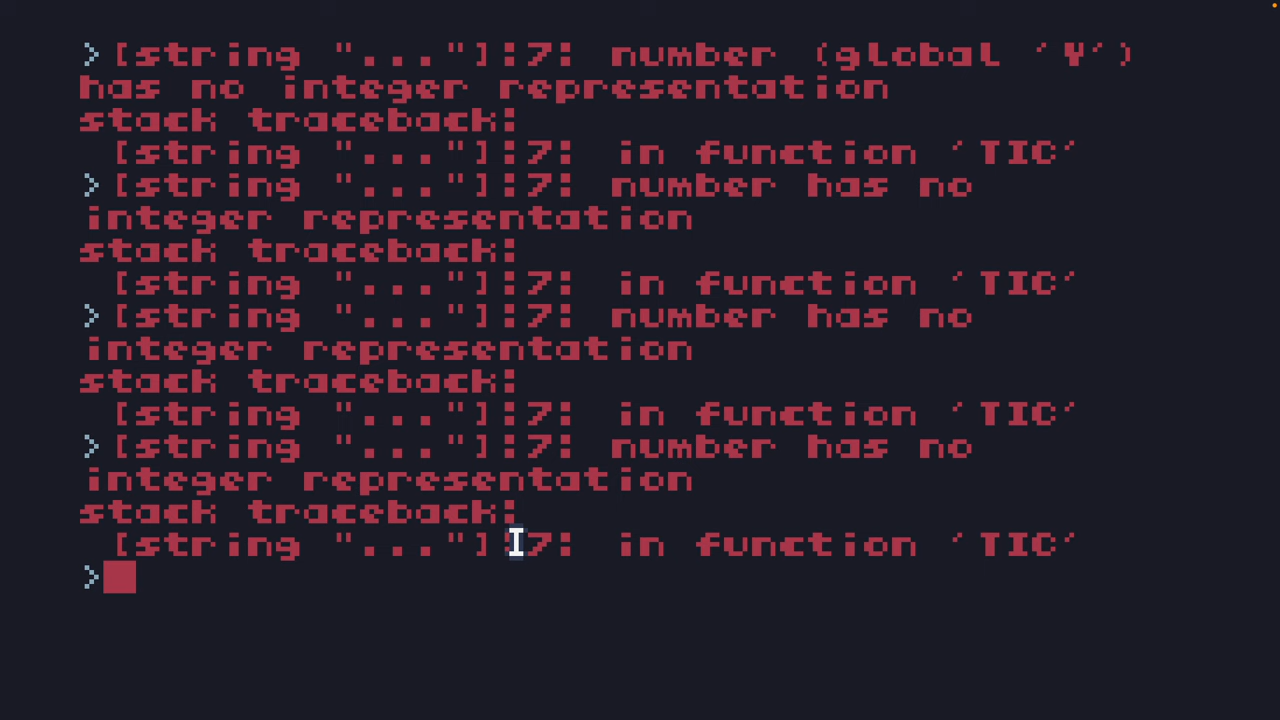 >[string "..."]:7: number (global 'Y')
has no integer representation
stack traceback:
[string "..."]:7: in function 'TIC'
>[string "..."]:7: number has no
integer representation
stack traceback:
[string "..."]:7: in function 'TIC'
>[string "..."]:7: number has no
integer representation
stack traceback:
[string "..."]:7: in function 'TIC'
>[string "..."]:7: number has no
integer representation
stack traceback:
[string "..."]:7: in function 'TIC'
>